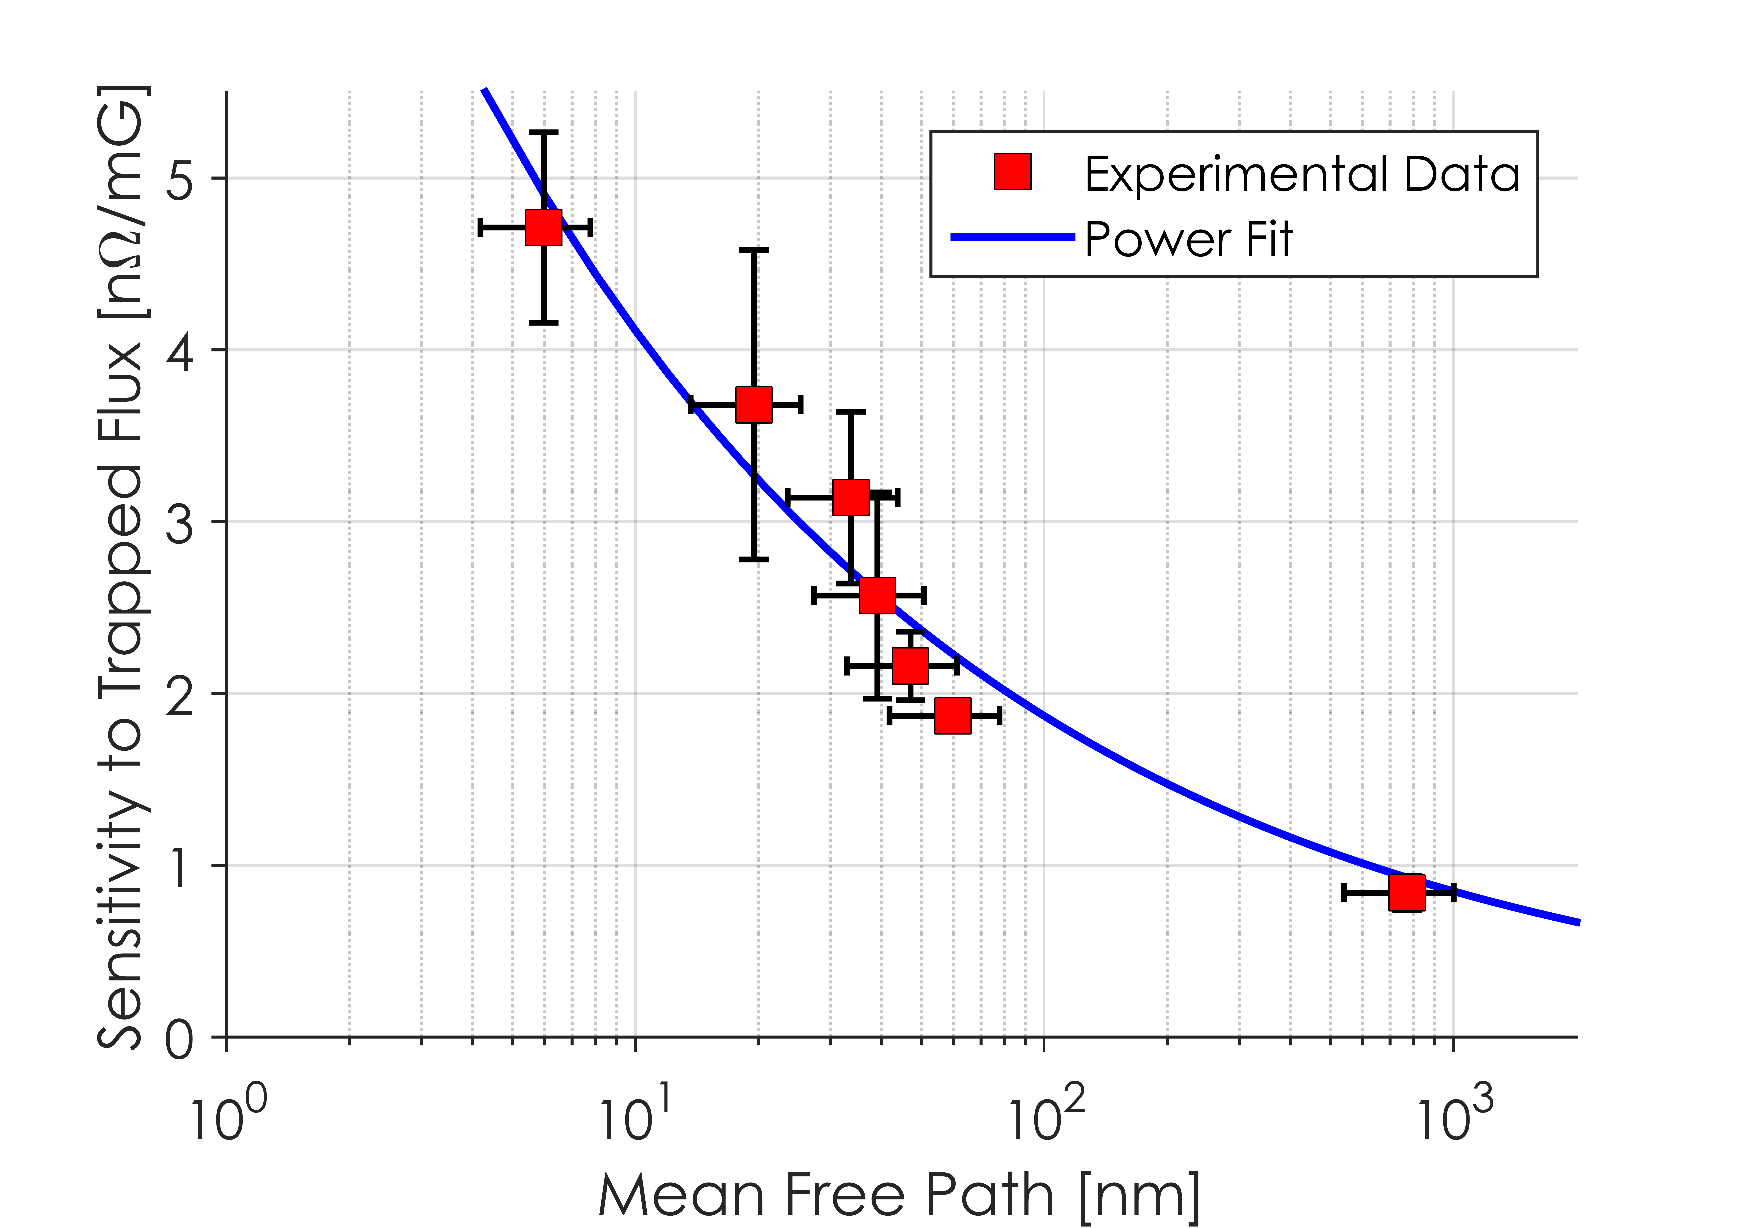 Sensitivity to Trapped Flux [nΩ/mG]
5
4
3
2
1
0
Experimental Data
Power Fit
10^0
10^1
10^2
10^3
Mean Free Path [nm]